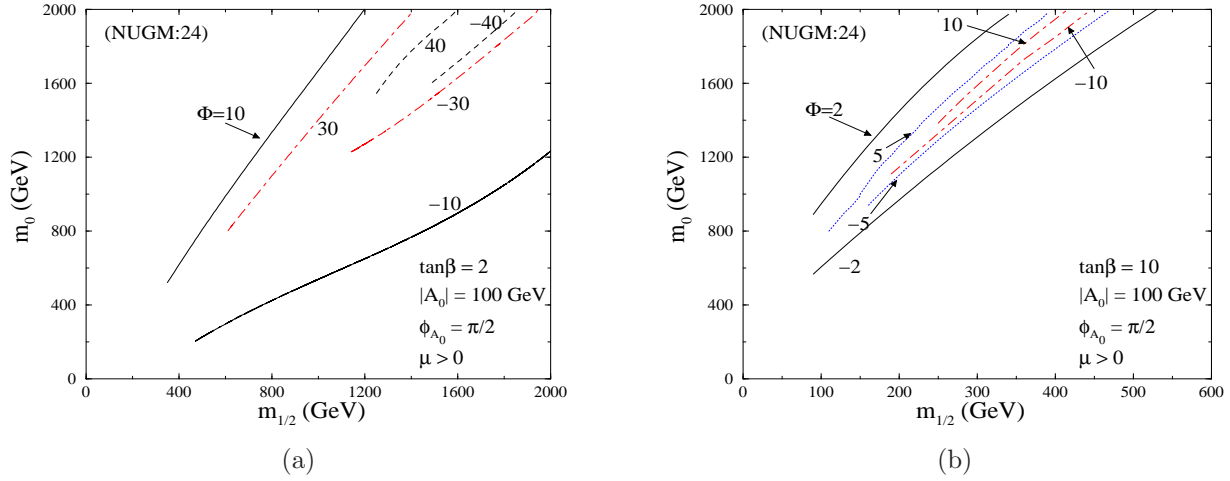 (NUGM:24)
Φ=10
30
40
−40
−30
−10
tanβ = 2
|A₀| = 100 GeV
ϕ_A₀ = π/2
μ > 0
2000
1600
1200
800
400
0
m₀ (GeV)
0 400 800 1200 1600 2000
m₁/₂ (GeV)
(a)
(NUGM:24)
10
−10
Φ=2
5
−5
−2
tanβ = 10
|A₀| = 100 GeV
ϕ_A₀ = π/2
μ > 0
2000
1600
1200
800
400
0
m₀ (GeV)
0 100 200 300 400 500 600
m₁/₂ (GeV)
(b)